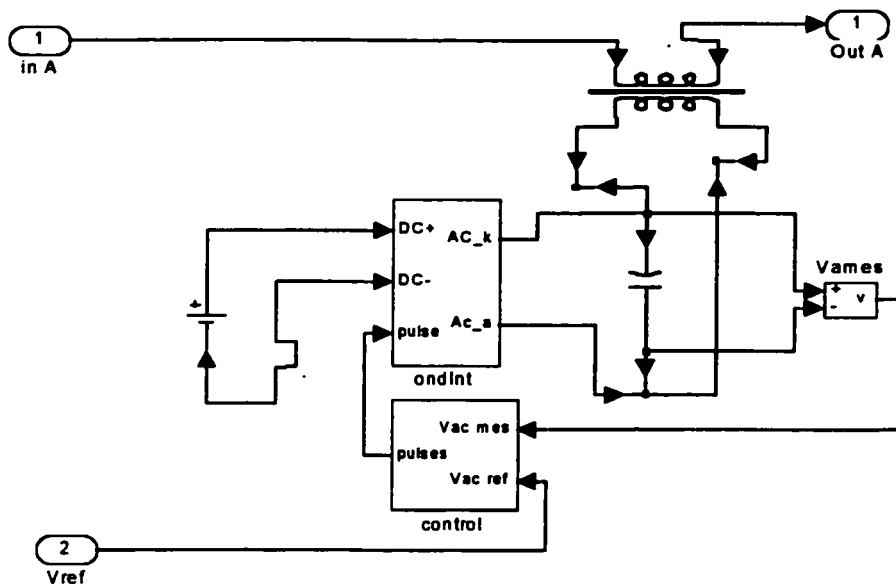 1
in A
1
Out A
DC+
AC_k
DC-
Ac_a
pulse
ondInt
+
Vames
+
v
-
Vac mes
pulses
Vac ref
control
2
Vref